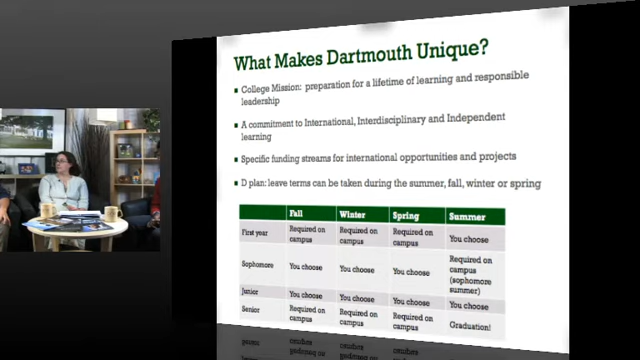 What Makes Dartmouth Unique?
College Mission: preparation for a lifetime of learning and responsible
leadership
A commitment to International, Interdisciplinary and Independent
learning
Specific funding streams for international opportunities and projects
D plan: leave terms can be taken during the summer, fall, winter or spring
Fall Winter Spring Summer
First year Required on campus Required on campus Required on campus You choose
Sophomore You choose You choose You choose Required on campus (sophomore summer)
Junior You choose You choose You choose You choose
Senior Required on campus Required on campus Required on campus Graduation!